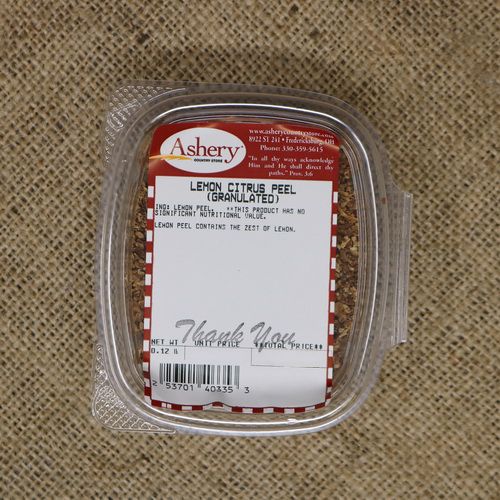 Ashery
COUNTRY STORE
www.asherycountrystore.com
8922 ST 241 • Fredericksburg, OH
Phone: 330-359-5615
"In all thy ways acknowledge
Him and He shall direct thy
paths." Prov. 3:6
LEMON CITRUS PEEL
(GRANULATED)
ING: LEMON PEEL. **THIS PRODUCT HAS NO
SIGNIFICANT NUTRITIONAL VALUE.
LEMON PEEL CONTAINS THE ZEST OF LEMON.
Thank You
NET WT UNIT PRICE **TOTAL PRICE**
0.12 lb
2 53701 40335 3